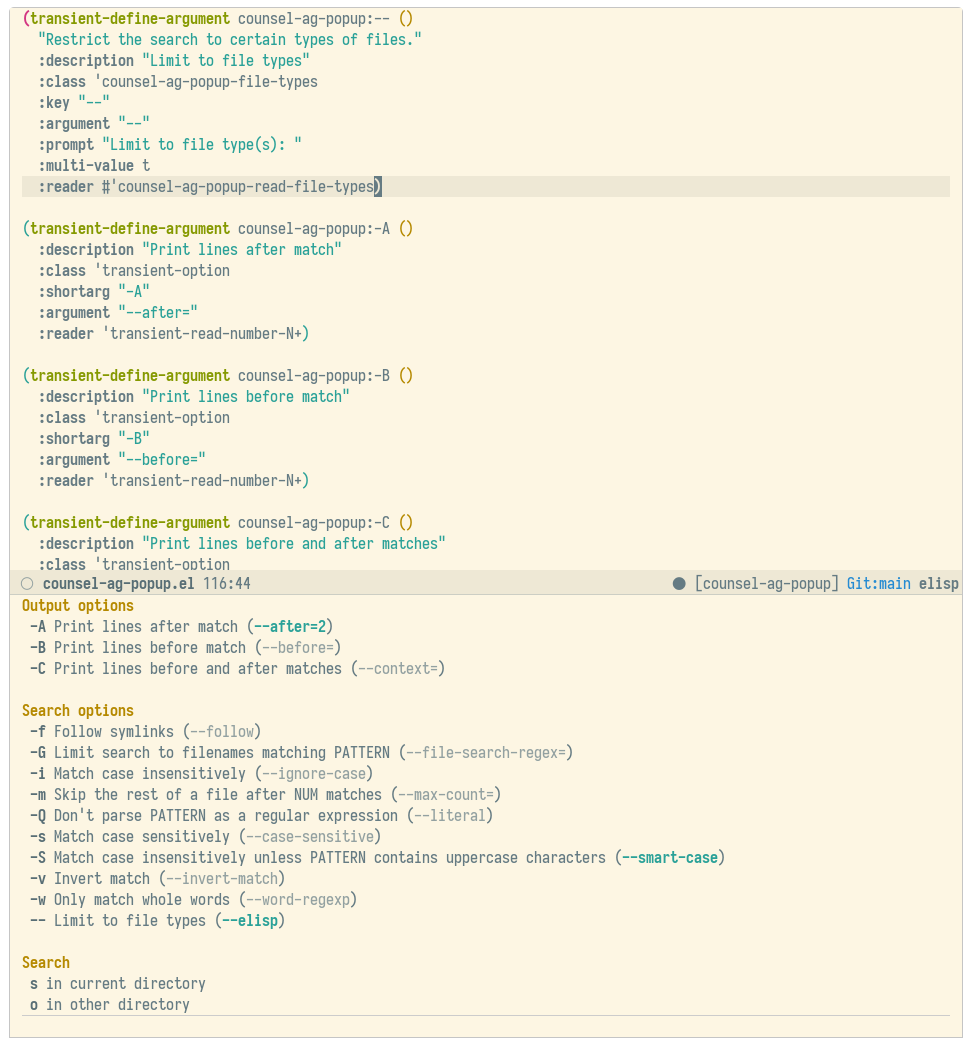 (transient-define-argument counsel-ag-popup:-- ()
  "Restrict the search to certain types of files."
  :description "Limit to file types"
  :class 'counsel-ag-popup-file-types
  :key "--"
  :argument "--"
  :prompt "Limit to file type(s): "
  :multi-value t
  :reader #'counsel-ag-popup-read-file-types)
(transient-define-argument counsel-ag-popup:-A ()
  :description "Print lines after match"
  :class 'transient-option
  :shortarg "-A"
  :argument "--after="
  :reader 'transient-read-number-N+)
(transient-define-argument counsel-ag-popup:-B ()
  :description "Print lines before match"
  :class 'transient-option
  :shortarg "-B"
  :argument "--before="
  :reader 'transient-read-number-N+)
(transient-define-argument counsel-ag-popup:-C ()
  :description "Print lines before and after matches"
  :class 'transient-option
counsel-ag-popup.el 116:44 [counsel-ag-popup] Git:main elisp
Output options
 -A Print lines after match (--after=2)
 -B Print lines before match (--before=)
 -C Print lines before and after matches (--context=)
Search options
 -f Follow symlinks (--follow)
 -G Limit search to filenames matching PATTERN (--file-search-regex=)
 -i Match case insensitively (--ignore-case)
 -m Skip the rest of a file after NUM matches (--max-count=)
 -Q Don't parse PATTERN as a regular expression (--literal)
 -s Match case sensitively (--case-sensitive)
 -S Match case insensitively unless PATTERN contains uppercase characters (--smart-case)
 -v Invert match (--invert-match)
 -w Only match whole words (--word-regexp)
 -- Limit to file types (--elisp)
Search
 s in current directory
 o in other directory